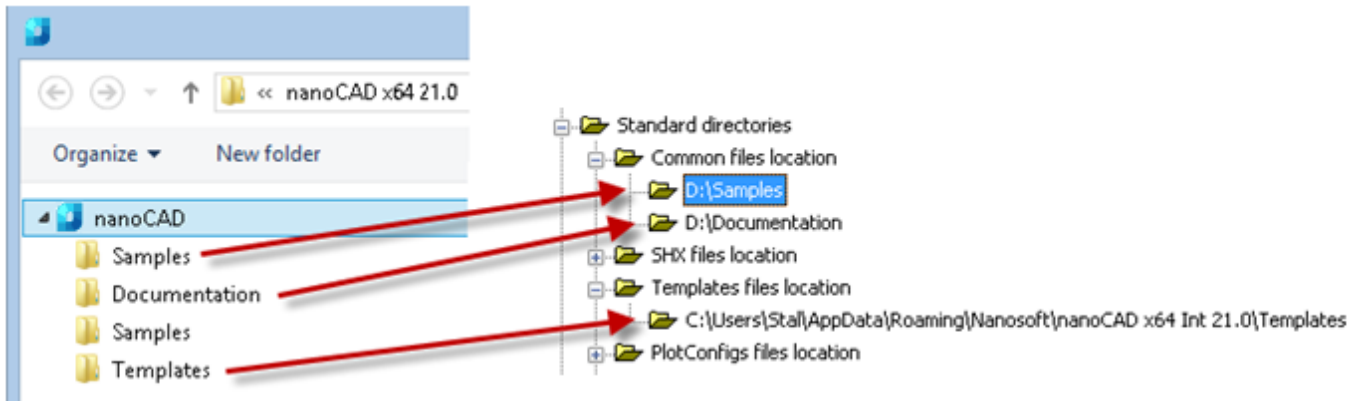 « nanoCAD x64 21.0
Organize New folder
nanoCAD
Samples
Documentation
Samples
Templates
Standard directories
Common files location
D:\Samples
D:\Documentation
SHX files location
Templates files location
C:\Users\Stal\AppData\Roaming\Nanosoft\nanoCAD x64 Int 21.0\Templates
PlotConfigs files location